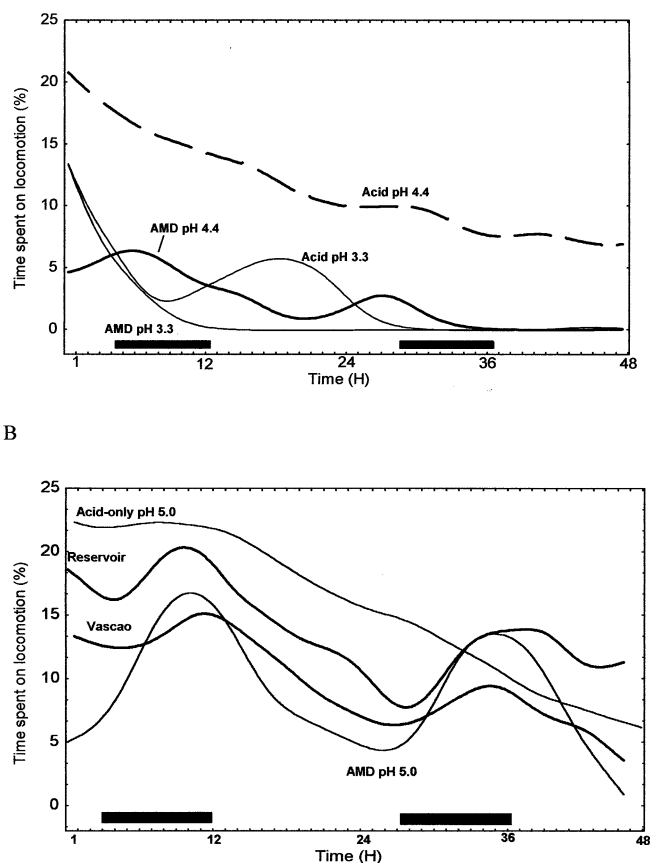 25
20
15
10
5
0
Time spent on locomotion (%)
Acid pH 4.4
AMD pH 4.4
Acid pH 3.3
AMD pH 3.3
1 12 24 36 48
Time (H)
B
25
20
15
10
5
0
Time spent on locomotion (%)
Acid-only pH 5.0
Reservoir
Vascao
AMD pH 5.0
1 12 24 36 48
Time (H)